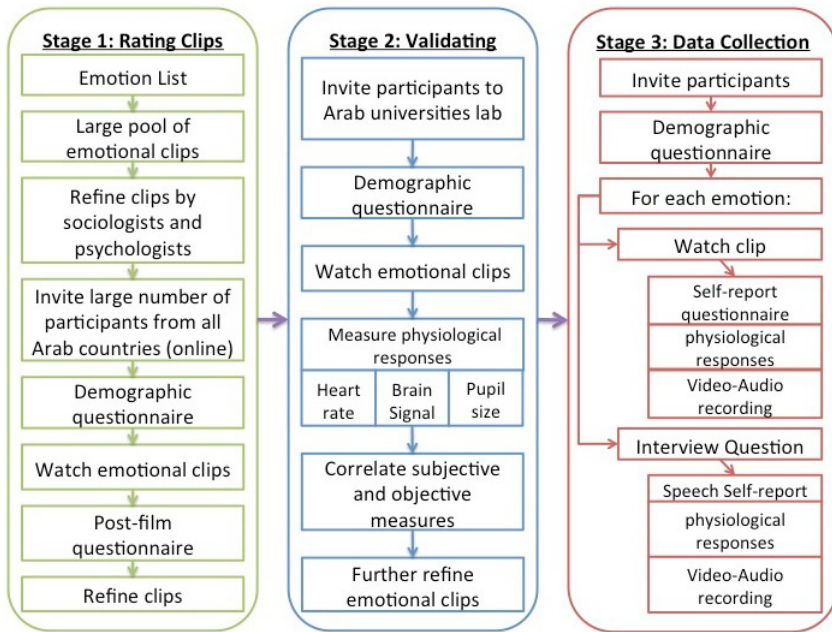 Stage 1: Rating Clips
Emotion List
Large pool of
emotional clips
Refine clips by
sociologists and
psychologists
Invite large number of
participants from all
Arab countries (online)
Demographic
questionnaire
Watch emotional clips
Post-film
questionnaire
Refine clips
Stage 2: Validating
Invite participants to
Arab universities lab
Demographic
questionnaire
Watch emotional clips
Measure physiological
responses
Heart
rate
Brain
Signal
Pupil
size
Correlate subjective
and objective
measures
Further refine
emotional clips
Stage 3: Data Collection
Invite participants
Demographic
questionnaire
For each emotion:
Watch clip
Self-report
questionnaire
physiological
responses
Video-Audio
recording
Interview Question
Speech Self-report
physiological
responses
Video-Audio
recording